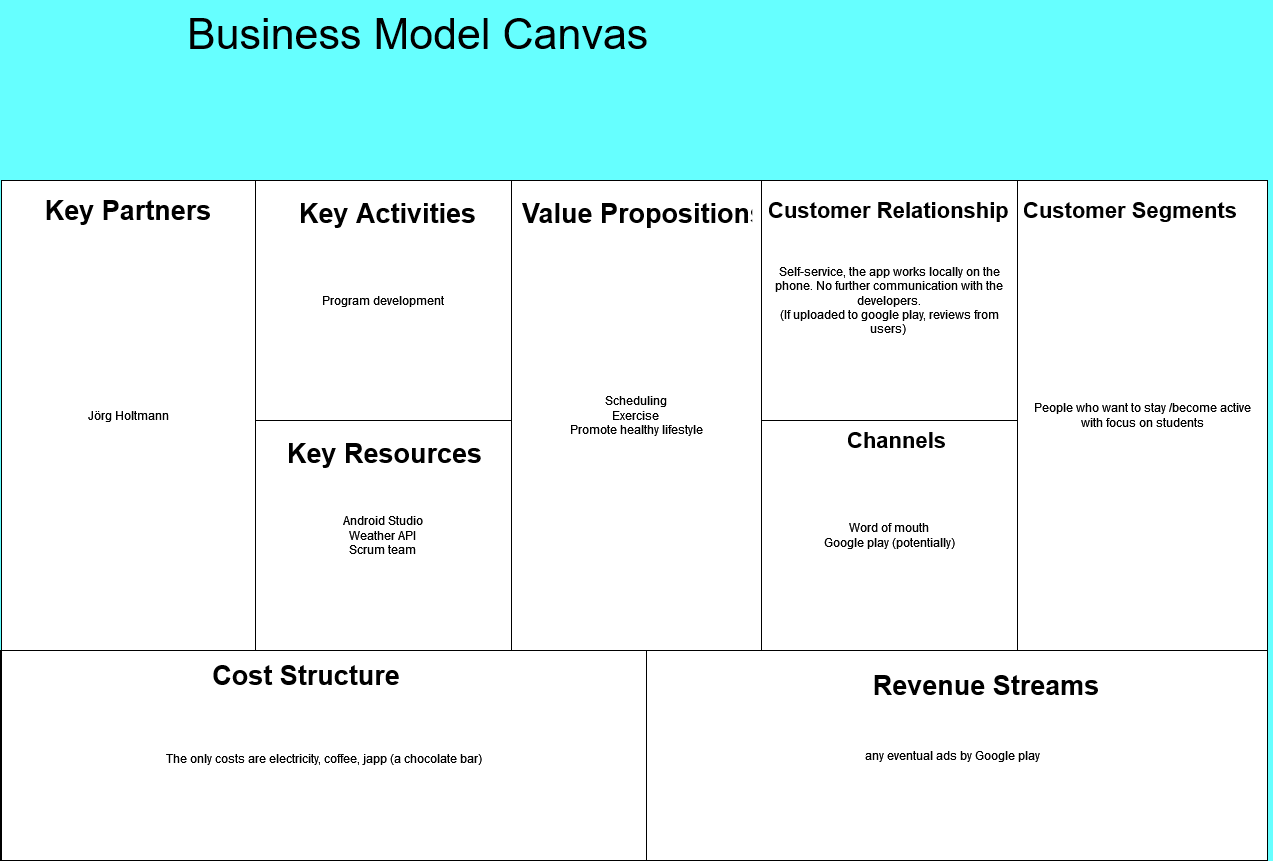 Business Model Canvas
Key Partners
Jörg Holtmann
Key Activities
Program development
Key Resources
Android Studio
Weather API
Scrum team
Value Propositions
Scheduling
Exercise
Promote healthy lifestyle
Customer Relationship
Self-service, the app works locally on the
phone. No further communication with the
developers.
(If uploaded to google play, reviews from
users)
Channels
Word of mouth
Google play (potentially)
Customer Segments
People who want to stay /become active
with focus on students
Cost Structure
The only costs are electricity, coffee, japp (a chocolate bar)
Revenue Streams
any eventual ads by Google play